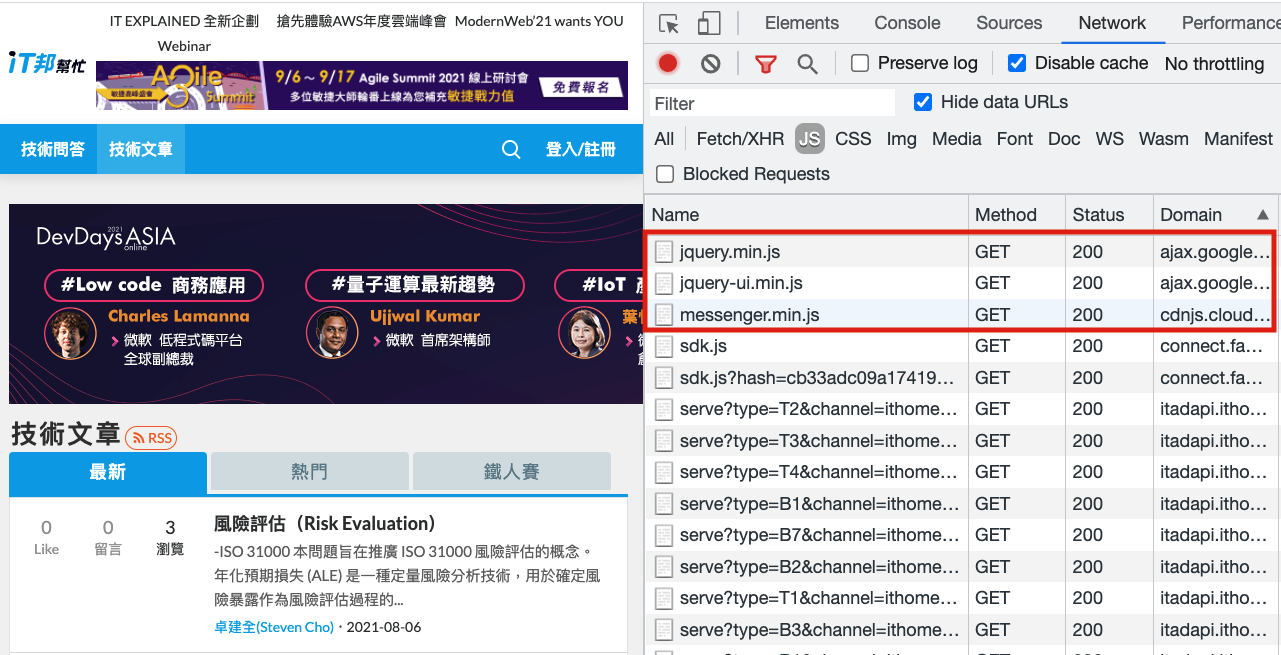 IT EXPLAINED 全新企劃 搶先體驗AWS年度雲端峰會 ModernWeb'21 wants YOU
Webinar
iT邦幫忙
Agile Summit
敏捷高峰盛會
9/6～9/17 Agile Summit 2021 線上研討會
多位敏捷大師輪番上線為您補充敏捷戰力值
免費報名
技術問答 技術文章 登入/註冊
DevDays ASIA
2021
online
#Low code 商務應用 #量子運算最新趨勢 #IoT
Charles Lamanna
微軟 低程式碼平台
全球副總裁
Ujjwal Kumar
微軟 首席架構師
技術文章 RSS
最新 熱門 鐵人賽
0 0 3
Like 留言 瀏覽
風險評估（Risk Evaluation）
-ISO 31000 本問題旨在推廣 ISO 31000 風險評估的概念。
年化預期損失 (ALE) 是一種定量風險分析技術，用於確定風
險暴露作為風險評估過程的...
卓建全(Steven Cho)・2021-08-06
Elements Console Sources Network Performance
Preserve log Disable cache No throttling
Filter Hide data URLs
All Fetch/XHR JS CSS Img Media Font Doc WS Wasm Manifest
Blocked Requests
Name Method Status Domain ▲
jquery.min.js GET 200 ajax.google...
jquery-ui.min.js GET 200 ajax.google...
messenger.min.js GET 200 cdnjs.cloud...
sdk.js GET 200 connect.fa...
sdk.js?hash=cb33adc09a17419... GET 200 connect.fa...
serve?type=T2&channel=ithome... GET 200 itadapi.itho...
serve?type=T3&channel=ithome... GET 200 itadapi.itho...
serve?type=T4&channel=ithome... GET 200 itadapi.itho...
serve?type=B1&channel=ithome... GET 200 itadapi.itho...
serve?type=B7&channel=ithome... GET 200 itadapi.itho...
serve?type=B2&channel=ithome... GET 200 itadapi.itho...
serve?type=T1&channel=ithome... GET 200 itadapi.itho...
serve?type=B3&channel=ithome... GET 200 itadapi.itho...